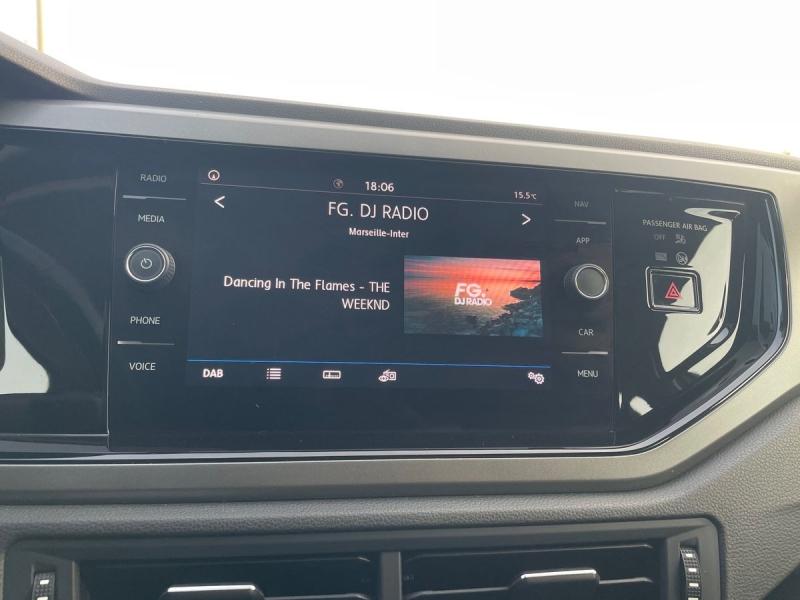 RADIO
MEDIA
PHONE
VOICE
18:06
15.5°C
<
FG. DJ RADIO
>
Marseille-Inter
Dancing In The Flames - THE
WEEKND
FG.
DJ RADIO
DAB
NAV
APP
CAR
MENU
PASSENGER AIR BAG
OFF